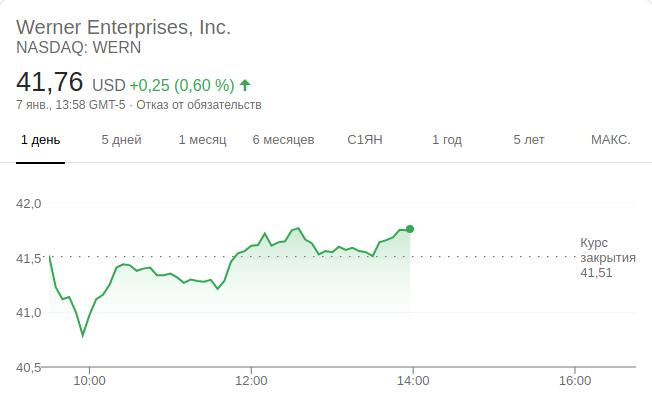 Werner Enterprises, Inc.
NASDAQ: WERN
41,76 USD +0,25 (0,60 %)
7 янв., 13:58 GMT-5 · Отказ от обязательств
1 день 5 дней 1 месяц 6 месяцев С1ЯН 1 год 5 лет МАКС.
42,0
41,5
41,0
40,5
Курс
закрытия
41,51
10:00 12:00 14:00 16:00